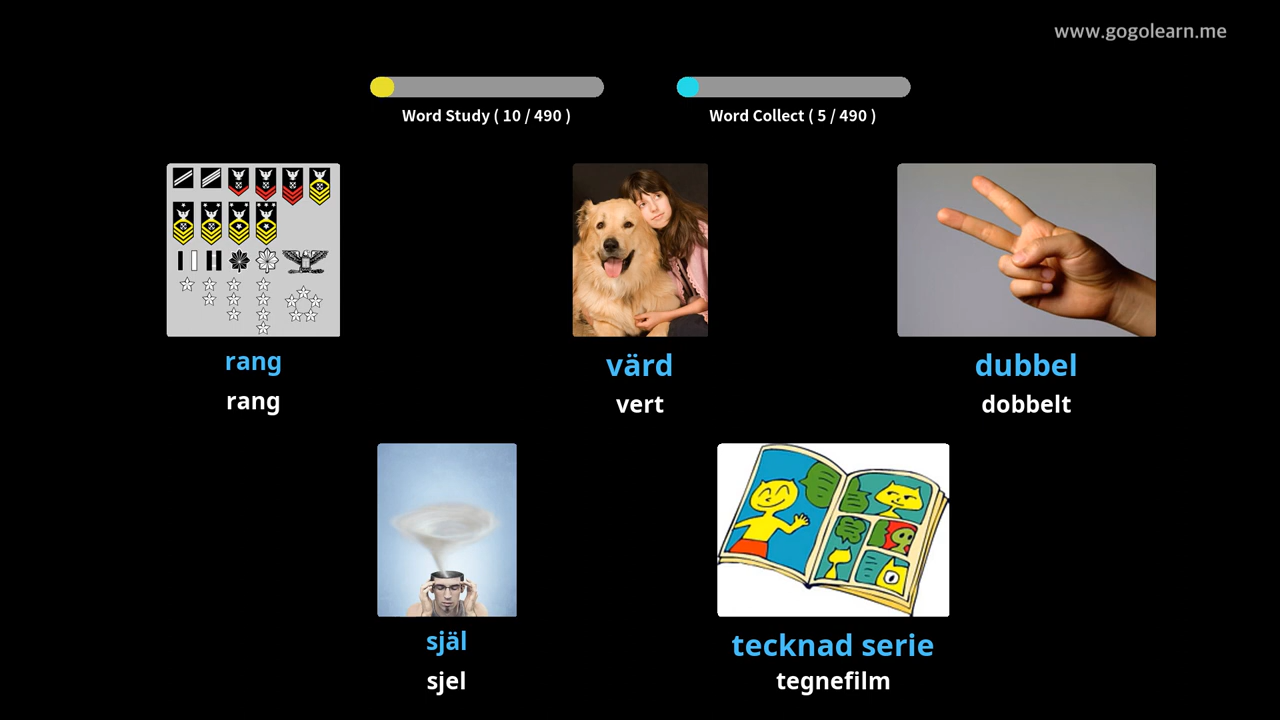 www.gogolearn.me
Word Study ( 10 / 490 )
Word Collect ( 5 / 490 )
rang
rang
värd
vert
dubbel
dobbelt
själ
sjel
tecknad serie
tegnefilm